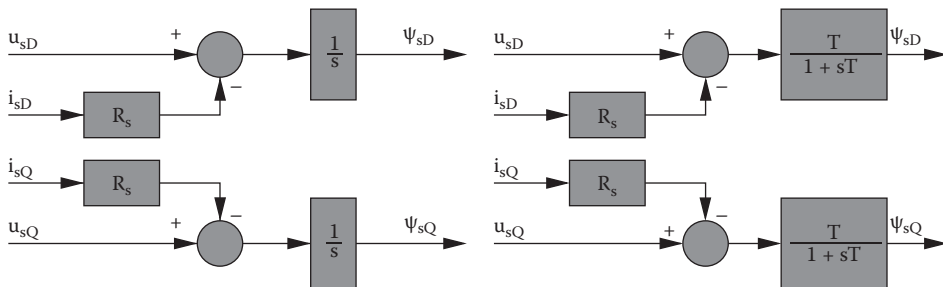 u_sD + 1/s ψ_sD
−
i_sD R_s
i_sQ R_s
−
u_sQ + 1/s ψ_sQ
u_sD + T/(1 + sT) ψ_sD
−
i_sD R_s
i_sQ R_s
−
u_sQ + T/(1 + sT) ψ_sQ